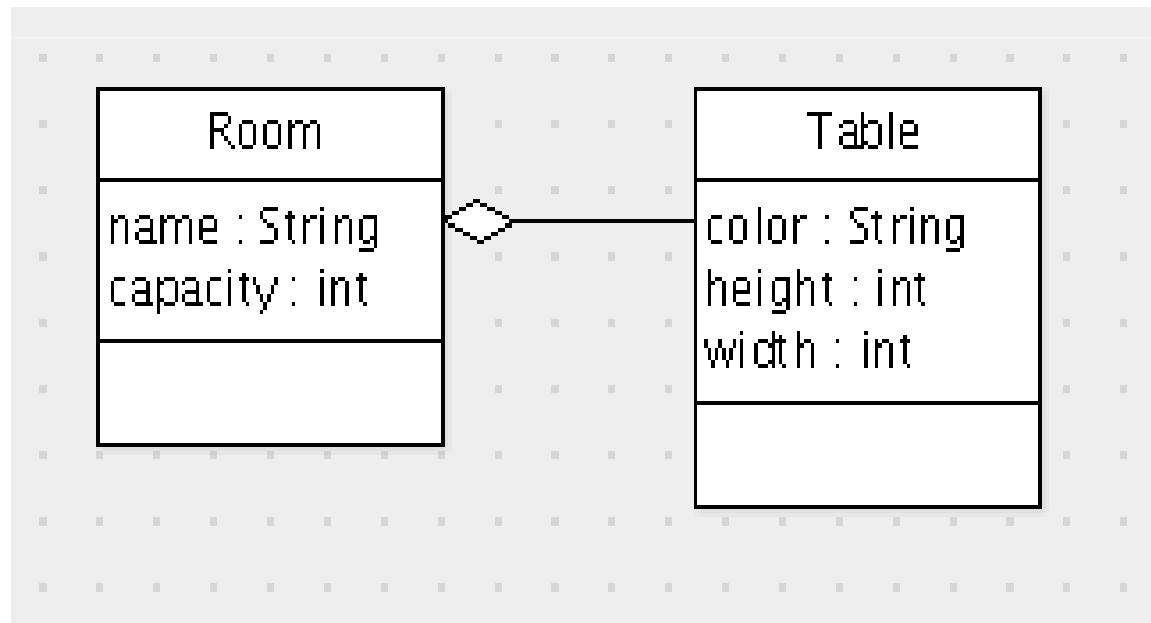 Room
name : String
capacity : int
Table
color : String
height : int
width : int